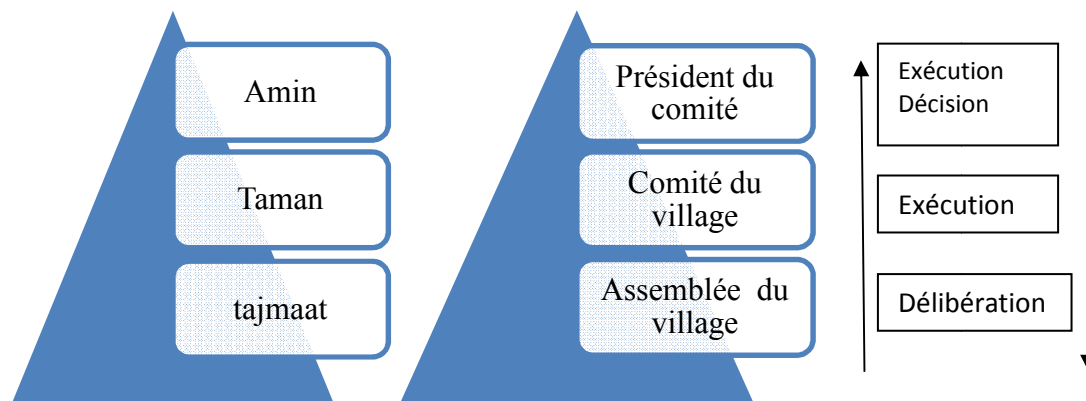 Amin
Taman
tajmaat
Président du
comité
Comité du
village
Assemblée du
village
Exécution
Décision
Exécution
Délibération